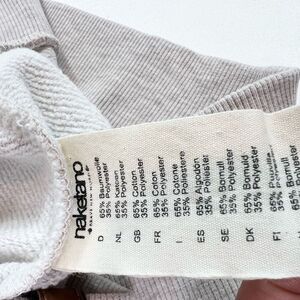 naketano
D
65% Baumwolle
35% Polyester
NL
65% Katoen
35% Polyester
GB
65% Cotton
35% Polyester
FR
65% Coton
35% Polyester
I
65% Cotone
35% Poliestere
ES
65% Algodón
35% Polyester
SE
65% Bomull
35% Polyester
DK
65% Bomuld
35% Polyester
FI